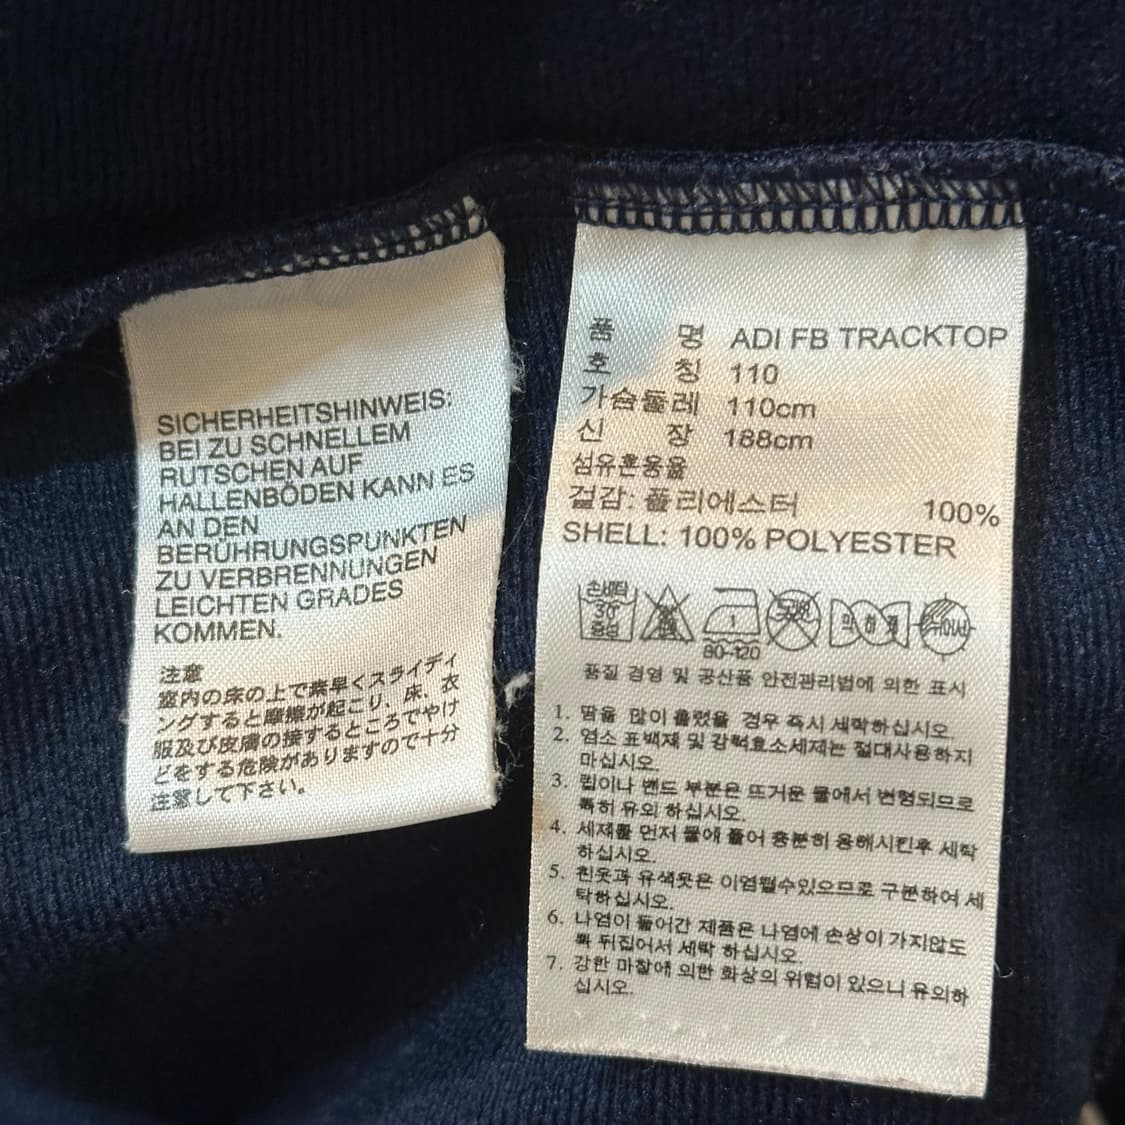 SICHERHEITSHINWEIS:
BEI ZU SCHNELLEM
RUTSCHEN AUF
HALLENBÖDEN KANN ES
AN DEN
BERÜHRUNGSPUNKTEN
ZU VERBRENNUNGEN
LEICHTEN GRADES
KOMMEN.
注意
室内の床の上で素早くスライディ
ングすると摩擦が起こり、床、衣
服及び皮膚の接するところでやけ
どをする危険がありますので十分
注意して下さい。
품 명 ADI FB TRACKTOP
호 칭 110
가슴둘레 110cm
신 장 188cm
섬유혼용율
겉감: 폴리에스터 100%
SHELL: 100% POLYESTER
손세탁
30°
중성
1
80~120
드라이
약하게
품질 경영 및 공산품 안전관리법에 의한 표시
1. 땀을 많이 흘렸을 경우 즉시 세탁하십시오.
2. 염소 표백제 및 강력효소세제는 절대사용하지
마십시오.
3. 립이나 밴드 부분은 뜨거운 물에서 변형되므로
특히 유의 하십시오.
4. 세제를 먼저 물에 풀어 충분히 용해시킨후 세탁
하십시오.
5. 흰옷과 유색옷은 이염될수있으므로 구분하여 세
탁하십시오.
6. 나염이 들어간 제품은 나염에 손상이 가지않도
록 뒤집어서 세탁 하십시오.
7. 강한 마찰에 의한 화상의 위험이 있으니 유의하
십시오.